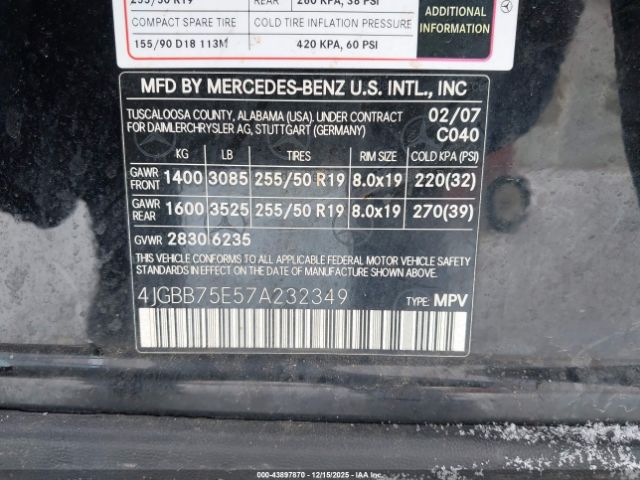 255/50 R19 REAR 260 KPA, 38 PSI
COMPACT SPARE TIRE COLD TIRE INFLATION PRESSURE
155/90 D18 113M 420 KPA, 60 PSI
ADDITIONAL
INFORMATION
MFD BY MERCEDES-BENZ U.S. INTL., INC
TUSCALOOSA COUNTY, ALABAMA (USA). UNDER CONTRACT 02/07
FOR DAIMLERCHRYSLER AG, STUTTGART (GERMANY) C040
KG LB TIRES RIM SIZE COLD KPA (PSI)
GAWR FRONT 1400 3085 255/50 R19 8.0x19 220(32)
GAWR REAR 1600 3525 255/50 R19 8.0x19 270(39)
GVWR 2830 6235
THIS VEHICLE CONFORMS TO ALL APPLICABLE FEDERAL MOTOR VEHICLE SAFETY
STANDARDS IN EFFECT ON THE DATE OF MANUFACTURE SHOWN ABOVE.
4JGBB75E57A232349 TYPE: MPV
000-43897870 - 12/15/2025 - IAA Inc.